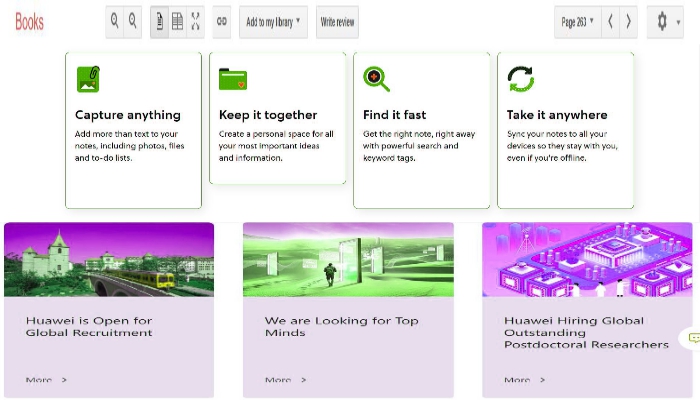 Books
Add to my library
Write review
Page 263
Capture anything
Add more than text to your
notes, including photos, files
and to-do lists.
Keep it together
Create a personal space for all
your most important ideas
and information.
Find it fast
Get the right note, right away
with powerful search and
keyword tags.
Take it anywhere
Sync your notes to all your
devices so they stay with you,
even if you're offline.
Huawei is Open for
Global Recruitment
More >
We are Looking for Top
Minds
More >
Huawei Hiring Global
Outstanding
Postdoctoral Researchers
More >